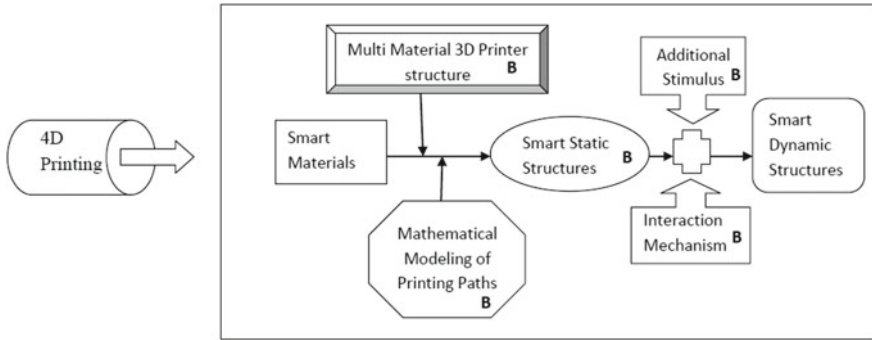 4D
Printing
Multi Material 3D Printer
structure B
Smart
Materials
Mathematical
Modeling of
Printing Paths
B
Smart Static
Structures B
Additional
Stimulus B
Interaction
Mechanism B
Smart
Dynamic
Structures